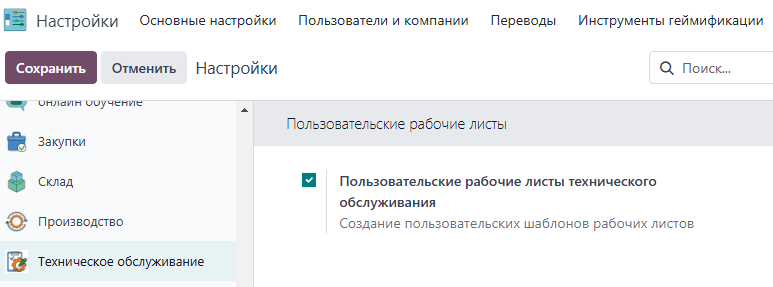 Настройки Основные настройки Пользователи и компании Переводы Инструменты геймификации
Сохранить Отменить Настройки Поиск...
онлайн обучение
Закупки
Склад
Производство
Техническое обслуживание
Пользовательские рабочие листы
Пользовательские рабочие листы технического
обслуживания
Создание пользовательских шаблонов рабочих листов